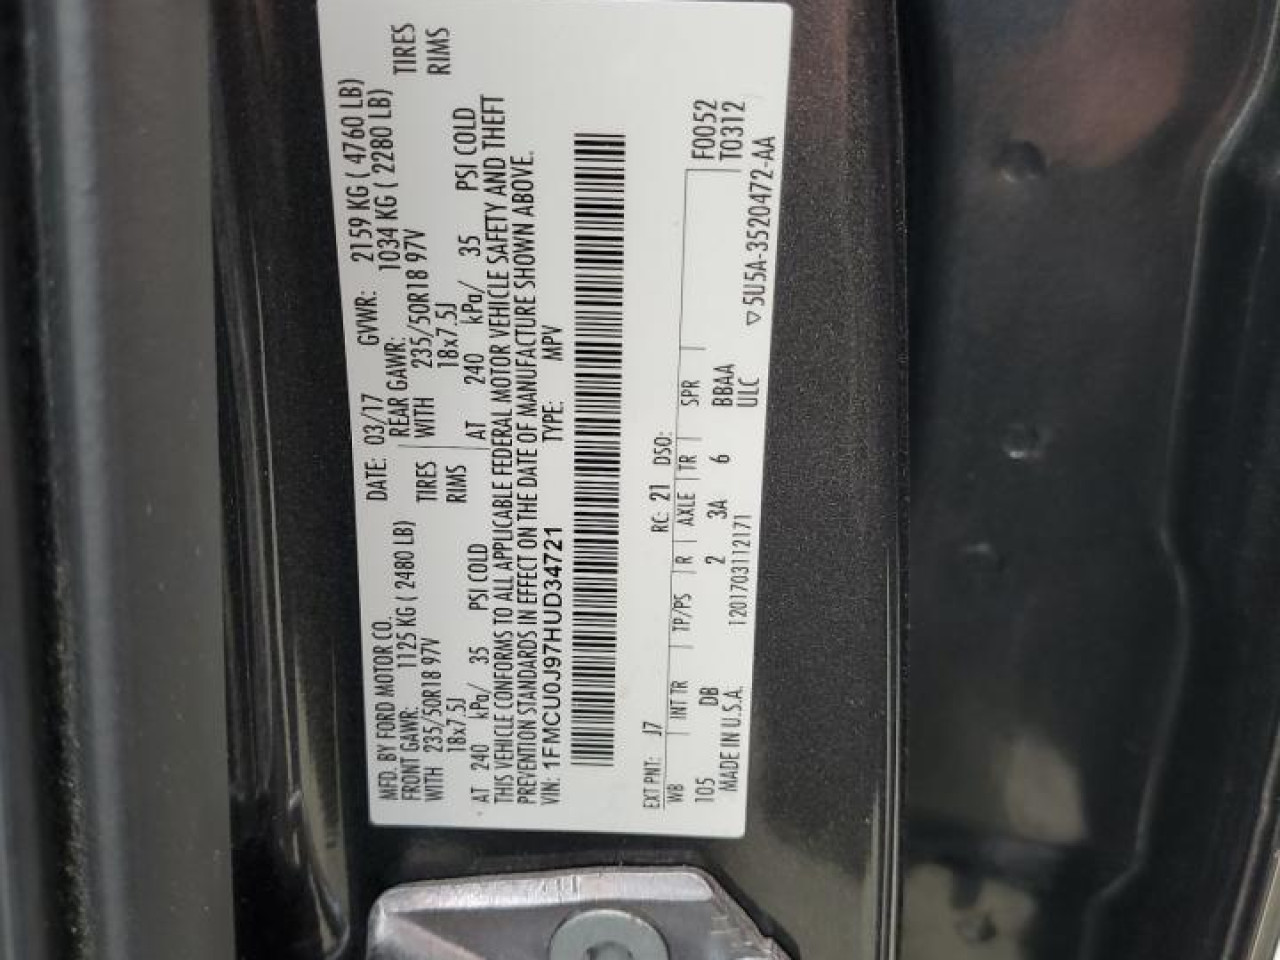 MFD. BY FORD MOTOR CO. DATE: 03/17 GVWR: 2159 KG ( 4760 LB)
FRONT GAWR: 1125 KG ( 2480 LB) REAR GAWR: 1034 KG ( 2280 LB)
WITH 235/50R18 97V TIRES WITH 235/50R18 97V TIRES
18x7.5J RIMS 18x7.5J RIMS
AT 240 kPa/ 35 PSI COLD AT 240 kPa/ 35 PSI COLD
THIS VEHICLE CONFORMS TO ALL APPLICABLE FEDERAL MOTOR VEHICLE SAFETY AND THEFT
PREVENTION STANDARDS IN EFFECT ON THE DATE OF MANUFACTURE SHOWN ABOVE.
VIN: 1FMCU0J97HUD34721 TYPE: MPV
EXT PNT: J7 RC: 21 DSO:
WB INT TR TP/PS R AXLE TR SPR F0052
105 DB 2 3A 6 BBAA T0312
MADE IN U.S.A. 1201703112171 ULC ▽5U5A-3520472-AA